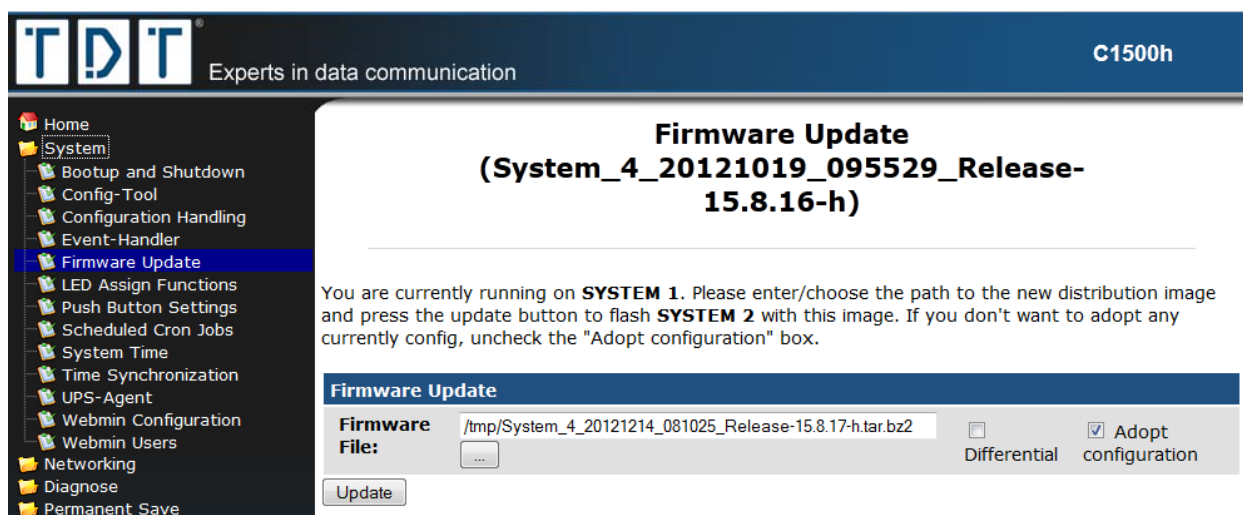 TDT®
Experts in data communication
C1500h
Home
System
Bootup and Shutdown
Config-Tool
Configuration Handling
Event-Handler
Firmware Update
LED Assign Functions
Push Button Settings
Scheduled Cron Jobs
System Time
Time Synchronization
UPS-Agent
Webmin Configuration
Webmin Users
Networking
Diagnose
Permanent Save
Firmware Update
(System_4_20121019_095529_Release-
15.8.16-h)
You are currently running on SYSTEM 1. Please enter/choose the path to the new distribution image
and press the update button to flash SYSTEM 2 with this image. If you don't want to adopt any
currently config, uncheck the "Adopt configuration" box.
Firmware Update
Firmware
File:
/tmp/System_4_20121214_081025_Release-15.8.17-h.tar.bz2
...
Differential
Adopt
configuration
Update